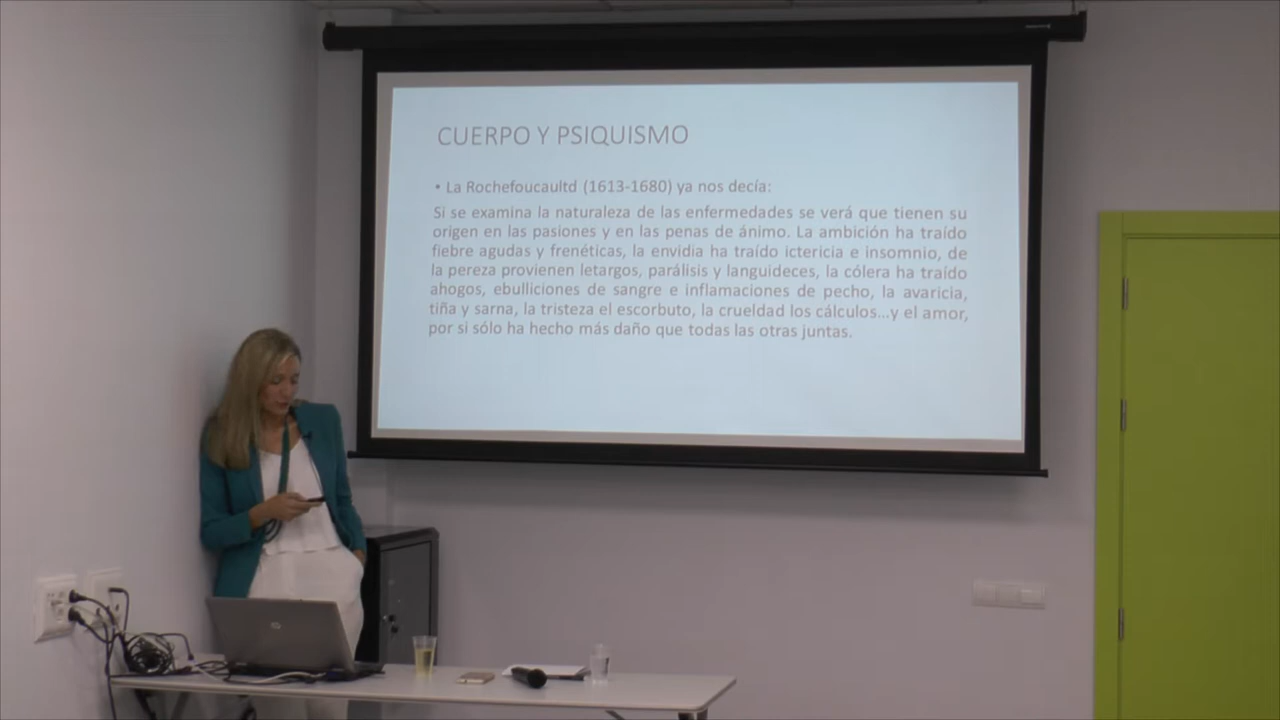 CUERPO Y PSIQUISMO
• La Rochefoucaultd (1613-1680) ya nos decía:
Si se examina la naturaleza de las enfermedades se verá que tienen su
origen en las pasiones y en las penas de ánimo. La ambición ha traído
fiebre agudas y frenéticas, la envidia ha traído ictericia e insomnio, de
la pereza provienen letargos, parálisis y languideces, la cólera ha traído
ahogos, ebulliciones de sangre e inflamaciones de pecho, la avaricia,
tiña y sarna, la tristeza el escorbuto, la crueldad los cálculos...y el amor,
por si sólo ha hecho más daño que todas las otras juntas.
hp